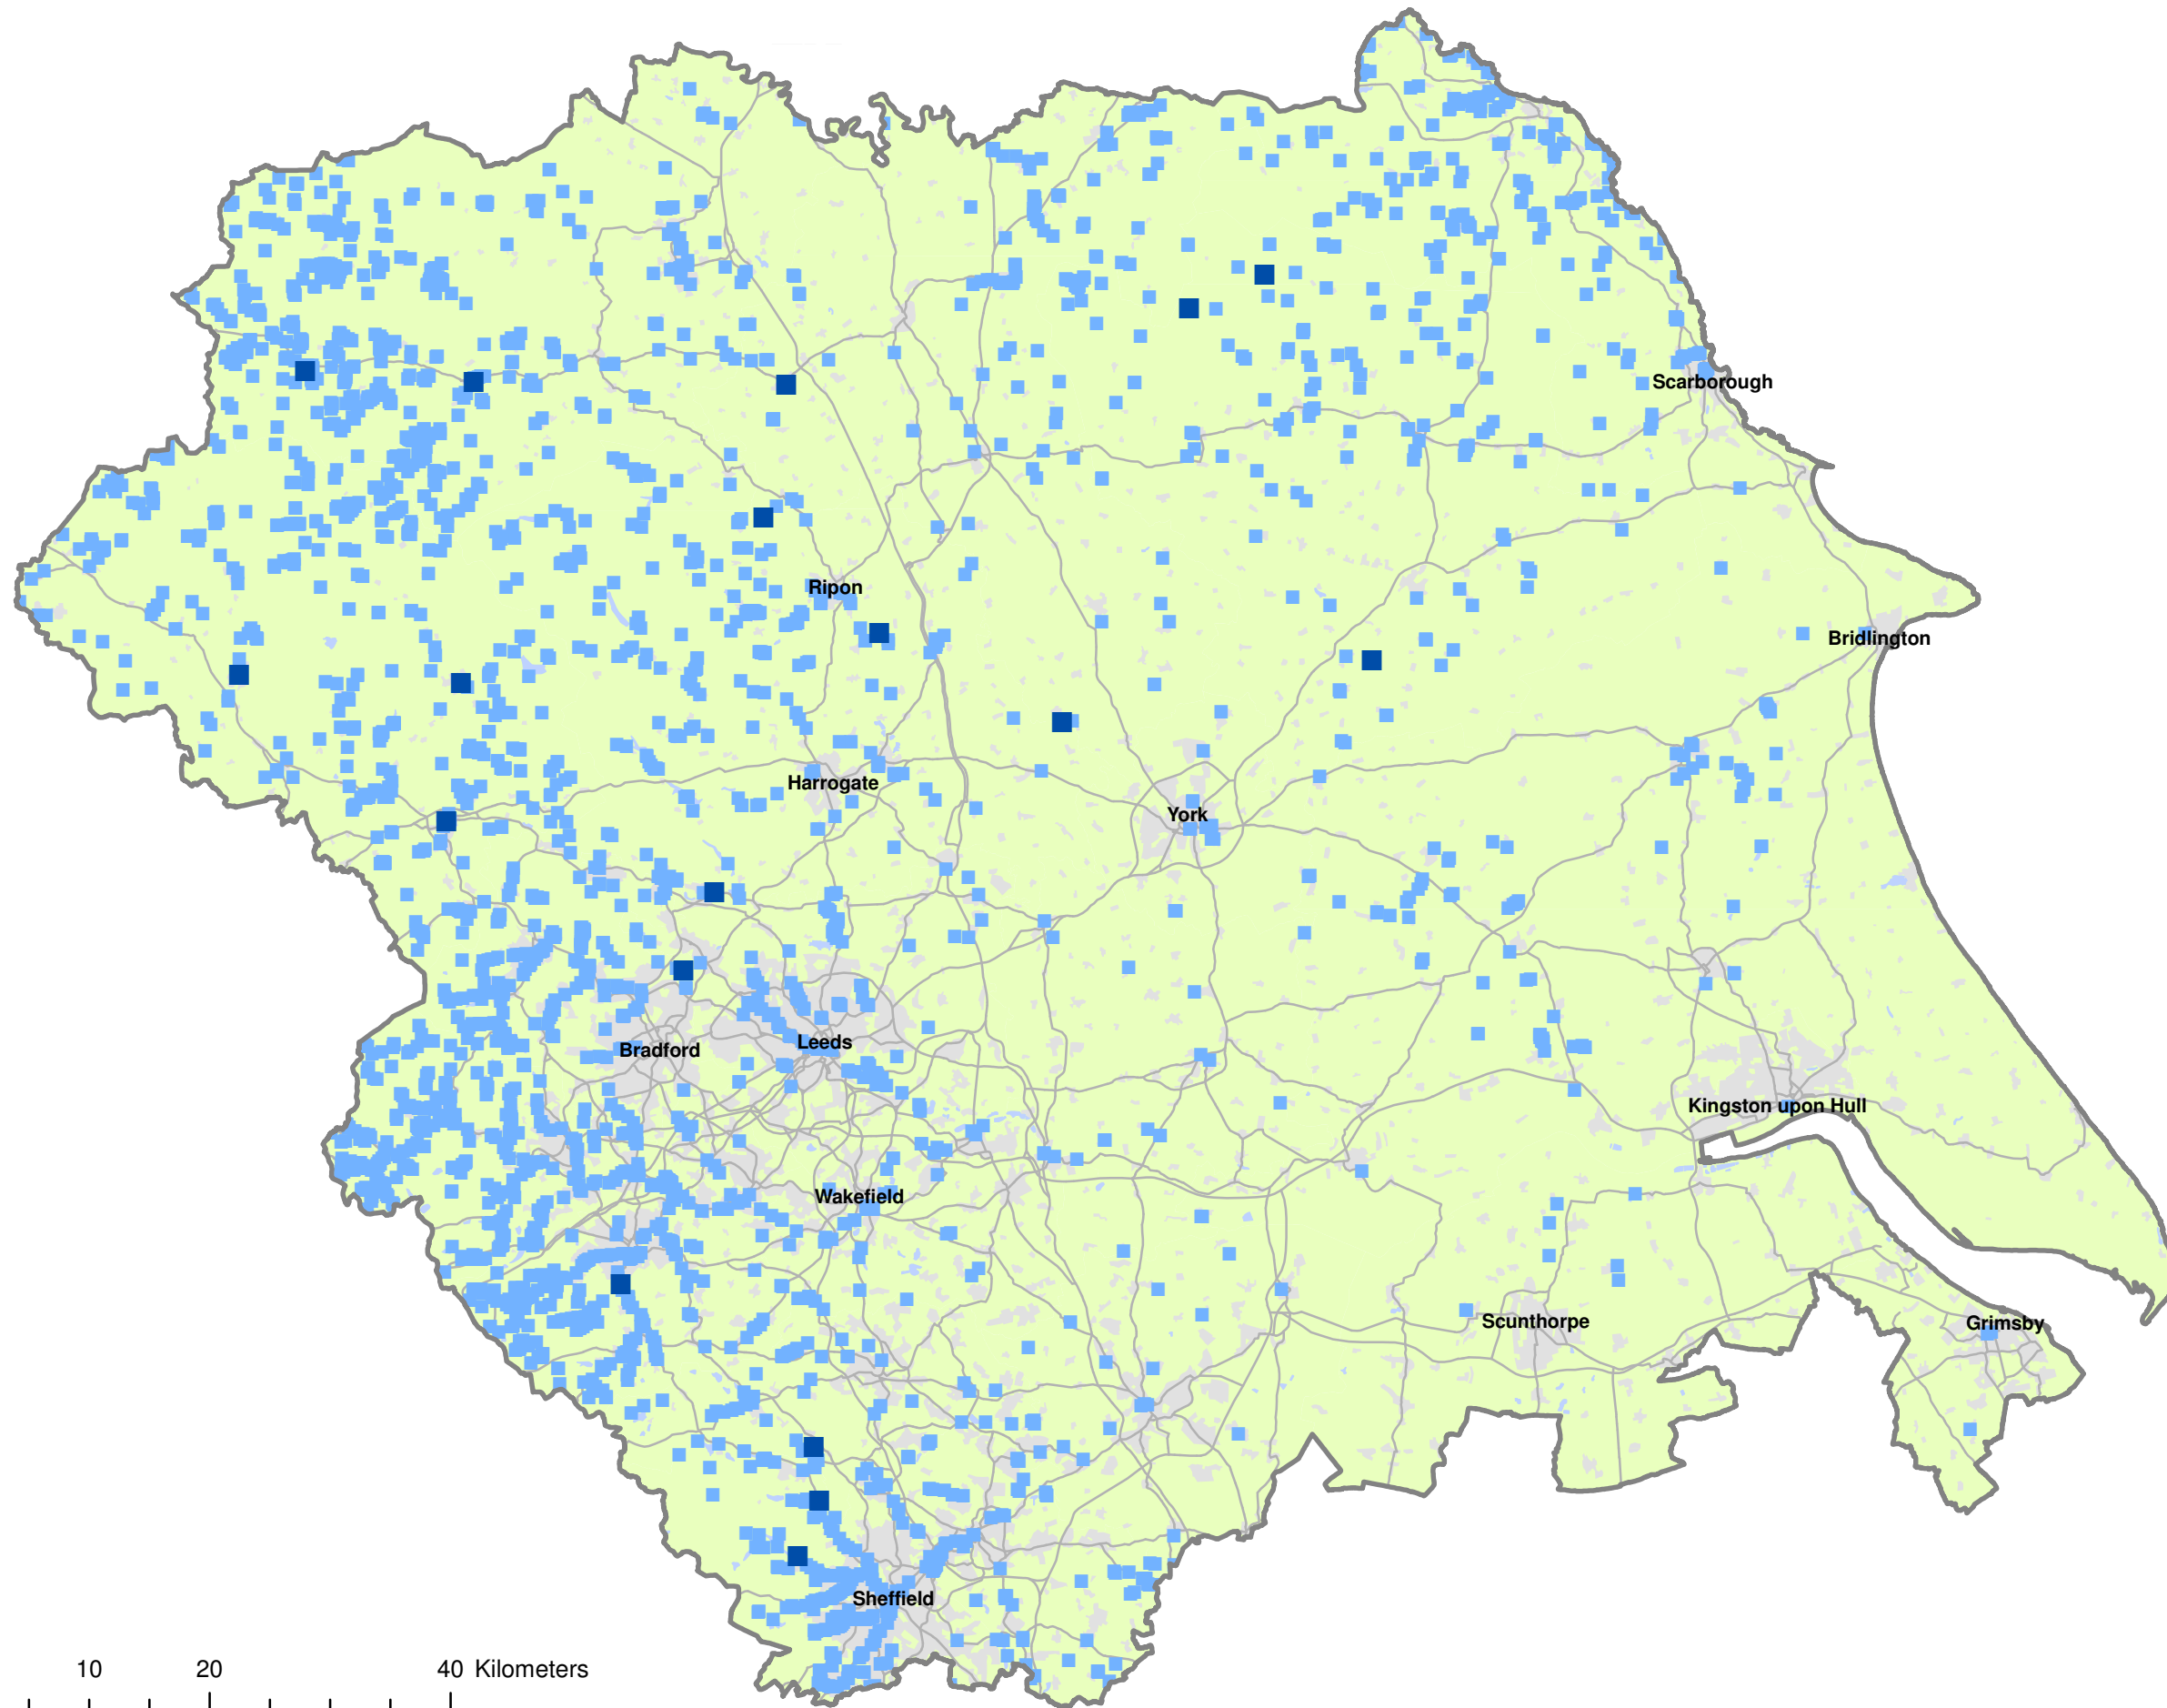 Scarborough
Ripon
Bridlington
Harrogate
York
Leeds
Bradford
Kingston upon Hull
Wakefield
Scunthorpe
Grimsby
Sheffield
10 20 40 Kilometers